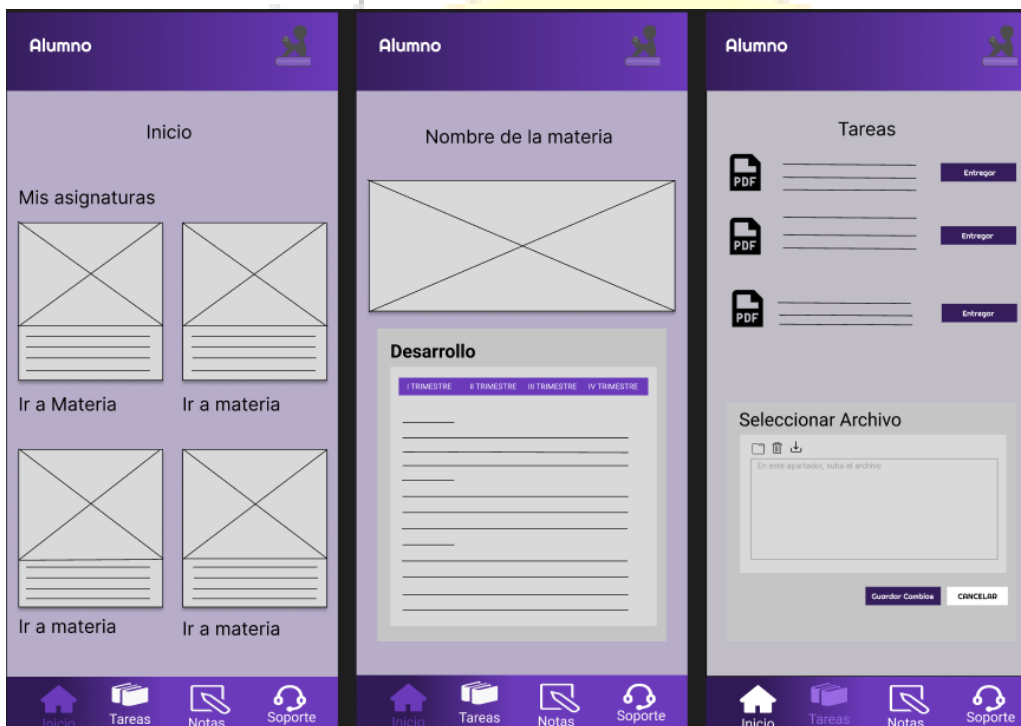 Alumno
Inicio
Mis asignaturas
Ir a Materia
Ir a materia
Ir a materia
Ir a materia
Inicio
Tareas
Notas
Soporte
Alumno
Nombre de la materia
Desarrollo
I TRIMESTRE
II TRIMESTRE
III TRIMESTRE
IV TRIMESTRE
Inicio
Tareas
Notas
Soporte
Alumno
Tareas
PDF
Entregar
PDF
Entregar
PDF
Entregar
Seleccionar Archivo
En este apartador, suba el archivo
Guardar Cambios
CANCELAR
Inicio
Tareas
Notas
Soporte